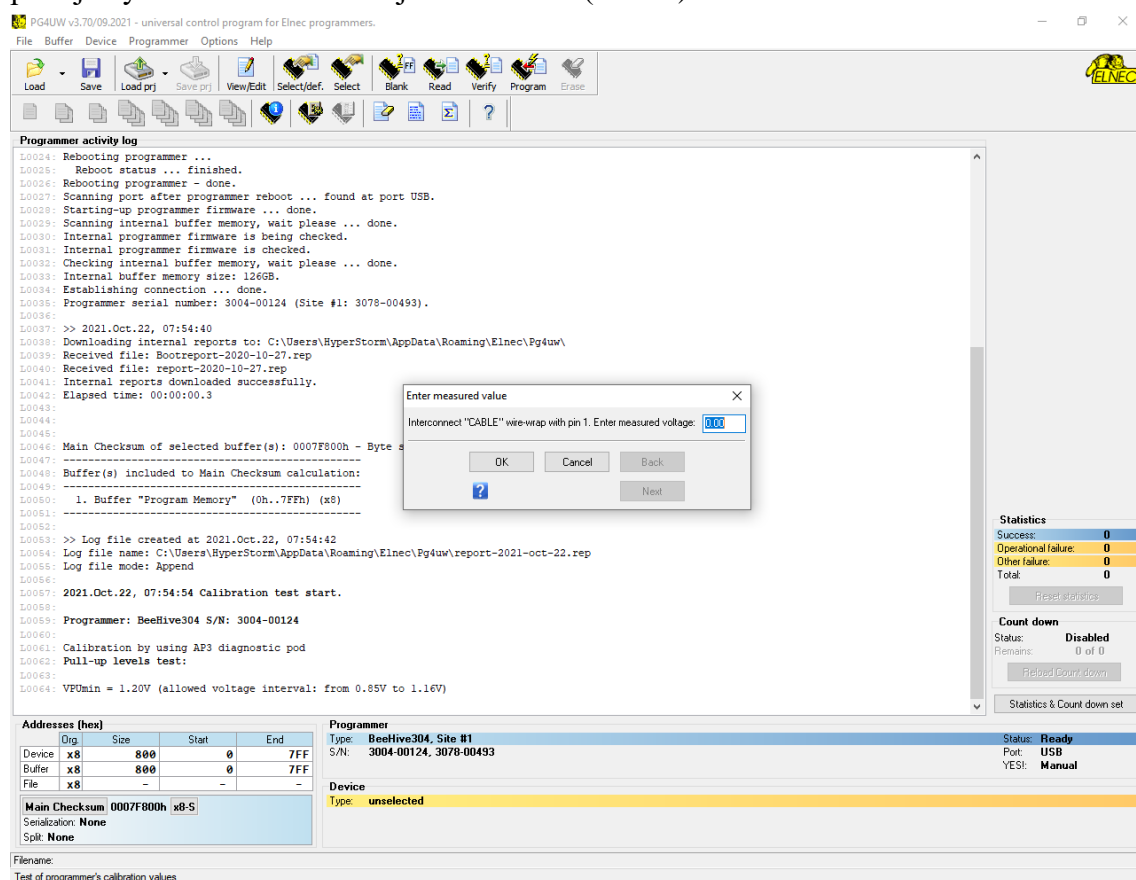 PG4UW v3.70/09.2021 - universal control program for Elnec programmers.
File Buffer Device Programmer Options Help
Load Save Load prj Save prj View/Edit Select/def. Select Blank Read Verify Program Erase
ELNEC
Programmer activity log
L0024: Rebooting programmer ...
L0025: Reboot status ... finished.
L0026: Rebooting programmer - done.
L0027: Scanning port after programmer reboot ... found at port USB.
L0028: Starting-up programmer firmware ... done.
L0029: Scanning internal buffer memory, wait please ... done.
L0030: Internal programmer firmware is being checked.
L0031: Internal programmer firmware is checked.
L0032: Checking internal buffer memory, wait please ... done.
L0033: Internal buffer memory size: 126GB.
L0034: Establishing connection ... done.
L0035: Programmer serial number: 3004-00124 (Site #1: 3078-00493).
L0036:
L0037: >> 2021.Oct.22, 07:54:40
L0038: Downloading internal reports to: C:\Users\HyperStorm\AppData\Roaming\Elnec\Pg4uw\
L0039: Received file: Bootreport-2020-10-27.rep
L0040: Received file: report-2020-10-27.rep
L0041: Internal reports downloaded successfully.
L0042: Elapsed time: 00:00:00.3
L0043:
L0044:
L0045:
L0046: Main Checksum of selected buffer(s): 0007F800h - Byte s
L0047: --------------------------------------------------
L0048: Buffer(s) included to Main Checksum calculation:
L0049: --------------------------------------------------
L0050: 1. Buffer "Program Memory" (0h..7FFh) (x8)
L0051: --------------------------------------------------
L0052:
L0053: >> Log file created at 2021.Oct.22, 07:54:42
L0054: Log file name: C:\Users\HyperStorm\AppData\Roaming\Elnec\Pg4uw\report-2021-oct-22.rep
L0055: Log file mode: Append
L0056:
L0057: 2021.Oct.22, 07:54:54 Calibration test start.
L0058:
L0059: Programmer: BeeHive304 S/N: 3004-00124
L0060:
L0061: Calibration by using AP3 diagnostic pod
L0062: Pull-up levels test:
L0063:
L0064: VPUmin = 1.20V (allowed voltage interval: from 0.85V to 1.16V)
Enter measured value
Interconnect "CABLE" wire-wrap with pin 1. Enter measured voltage: 0.00
OK Cancel Back
? Next
Statistics
Success: 0
Operational failure: 0
Other failure: 0
Total: 0
Reset statistics
Count down
Status: Disabled
Remains: 0 of 0
Reload Count down
Statistics & Count down set
Addresses (hex)
Org. Size Start End
Device x8 800 0 7FF
Buffer x8 800 0 7FF
File x8 - - -
Main Checksum 0007F800h x8-S
Serialization: None
Split: None
Programmer
Type: BeeHive304, Site #1
S/N: 3004-00124, 3078-00493
Status: Ready
Port: USB
YES!: Manual
Device
Type: unselected
Filename:
Test of programmer's calibration values